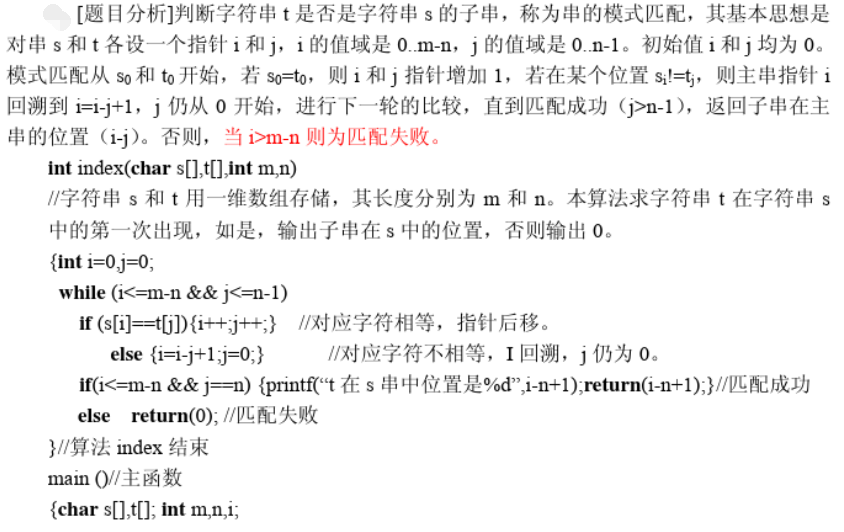 [题目分析]判断字符串 t 是否是字符串 s 的子串，称为串的模式匹配，其基本思想是
对串 s 和 t 各设一个指针 i 和 j，i 的值域是 0..m-n，j 的值域是 0..n-1。初始值 i 和 j 均为 0。
模式匹配从 s0 和 t0 开始，若 s0=t0，则 i 和 j 指针增加 1，若在某个位置 si!=tj，则主串指针 i
回溯到 i=i-j+1，j 仍从 0 开始，进行下一轮的比较，直到匹配成功（j>n-1），返回子串在主
串的位置（i-j）。否则，当 i>m-n 则为匹配失败。
int index(char s[],t[],int m,n)
//字符串 s 和 t 用一维数组存储，其长度分别为 m 和 n。本算法求字符串 t 在字符串 s
中的第一次出现，如是，输出子串在 s 中的位置，否则输出 0。
{int i=0,j=0;
while (i<=m-n && j<=n-1)
if (s[i]==t[j]){i++;j++;} //对应字符相等，指针后移。
else {i=i-j+1;j=0;} //对应字符不相等，I 回溯，j 仍为 0。
if(i<=m-n && j==n) {printf(“t 在 s 串中位置是%d”,i-n+1);return(i-n+1);}//匹配成功
else return(0); //匹配失败
}//算法 index 结束
main ()//主函数
{char s[],t[]; int m,n,i;